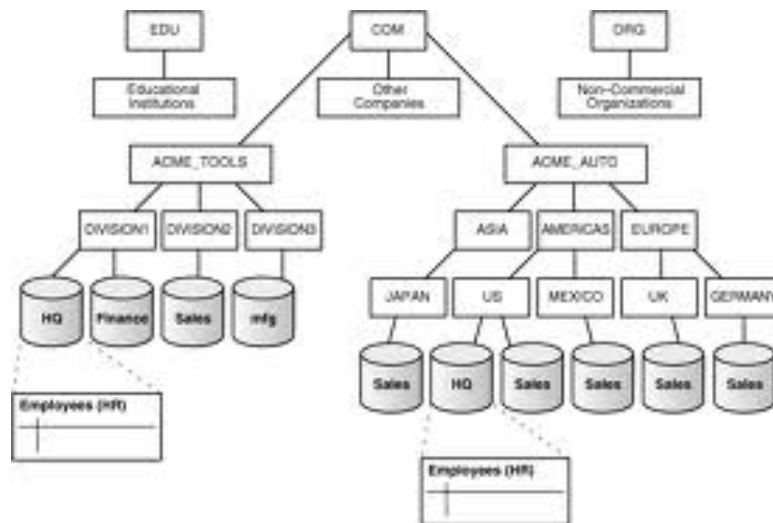 EDU
COM
ORG
Educational
Institutions
Other
Companies
Non-Commercial
Organizations
ACME_TOOLS
ACME_AUTO
DIVISION1
DIVISION2
DIVISION3
ASIA
AMERICAS
EUROPE
JAPAN
US
MEXICO
UK
GERMANY
HQ
Finance
Sales
mfg
Sales
HQ
Sales
Sales
Sales
Sales
Employees (HR)
Employees (HR)